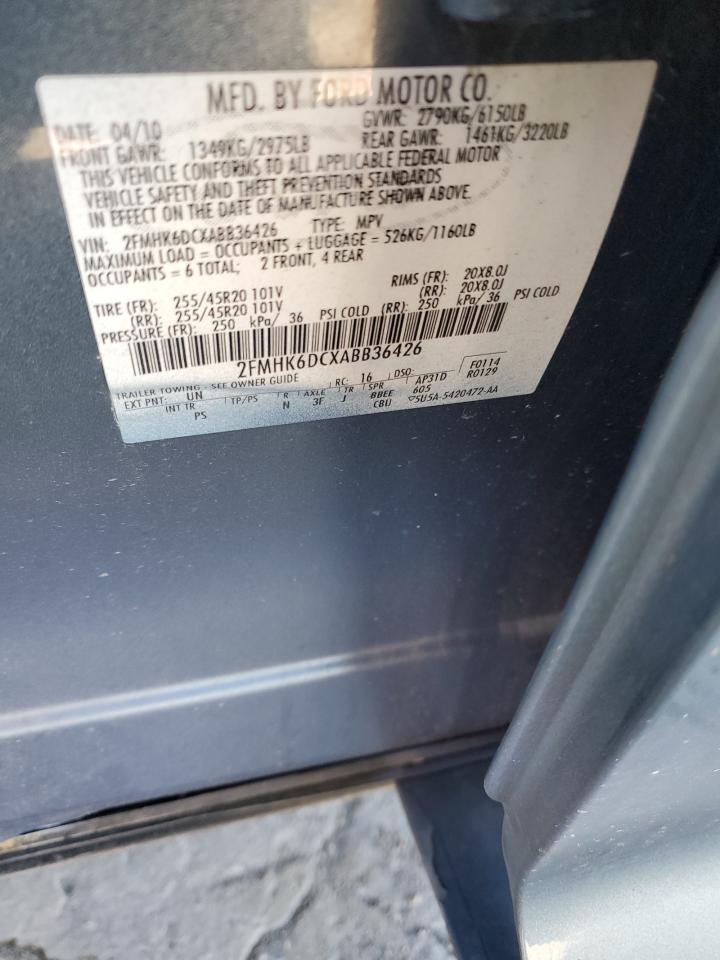 MFD. BY FORD MOTOR CO.
DATE: 04/10 GVWR: 2790KG/6150LB
FRONT GAWR: 1349KG/2975LB REAR GAWR: 1461KG/3220LB
THIS VEHICLE CONFORMS TO ALL APPLICABLE FEDERAL MOTOR
VEHICLE SAFETY AND THEFT PREVENTION STANDARDS
IN EFFECT ON THE DATE OF MANUFACTURE SHOWN ABOVE.
VIN: 2FMHK6DCXABB36426 TYPE: MPV
MAXIMUM LOAD = OCCUPANTS + LUGGAGE = 526KG/1160LB
OCCUPANTS = 6 TOTAL; 2 FRONT, 4 REAR
TIRE (FR): 255/45R20 101V RIMS (FR): 20X8.0J
(RR): 255/45R20 101V (RR): 20X8.0J
PRESSURE (FR): 250 kPa/ 36 PSI COLD (RR): 250 kPa/ 36 PSI COLD
2FMHK6DCXABB36426
TRAILER TOWING - SEE OWNER GUIDE F0114
EXT PNT: UN RC: 16 DSO: R0129
INT TR TP/PS R AXLE TR SPR AP31D
PS N 3F J BBEE 605
CBU 5U5A-5420472-AA